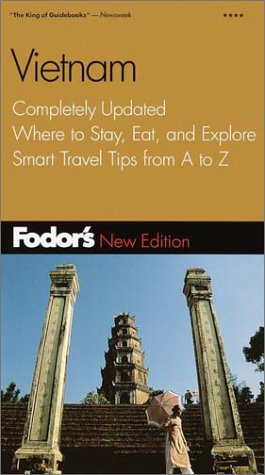 "The King of Guidebooks" — Newsweek ★★★★
Vietnam
Completely Updated
Where to Stay, Eat, and Explore
Smart Travel Tips from A to Z
Fodor's New Edition